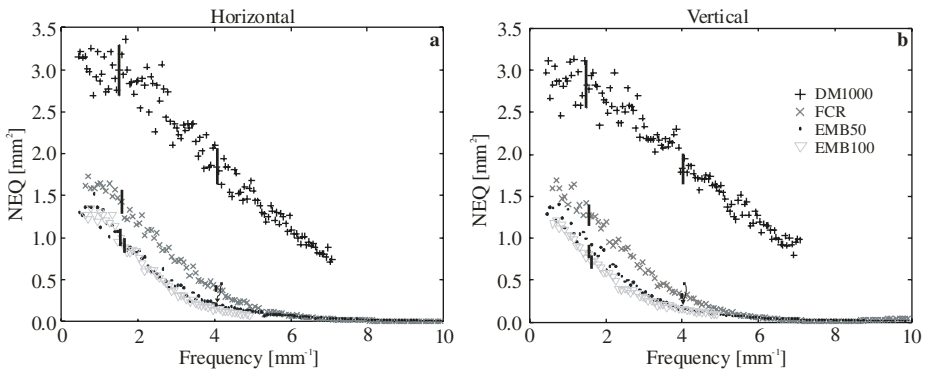 Horizontal
a
3.5
3.0
2.5
2.0
1.5
1.0
0.5
0.0
NEQ [mm²]
0
2
4
6
8
10
Frequency [mm⁻¹]
Vertical
b
DM1000
FCR
EMB50
EMB100
3.5
3.0
2.5
2.0
1.5
1.0
0.5
0.0
NEQ [mm²]
0
2
4
6
8
10
Frequency [mm⁻¹]